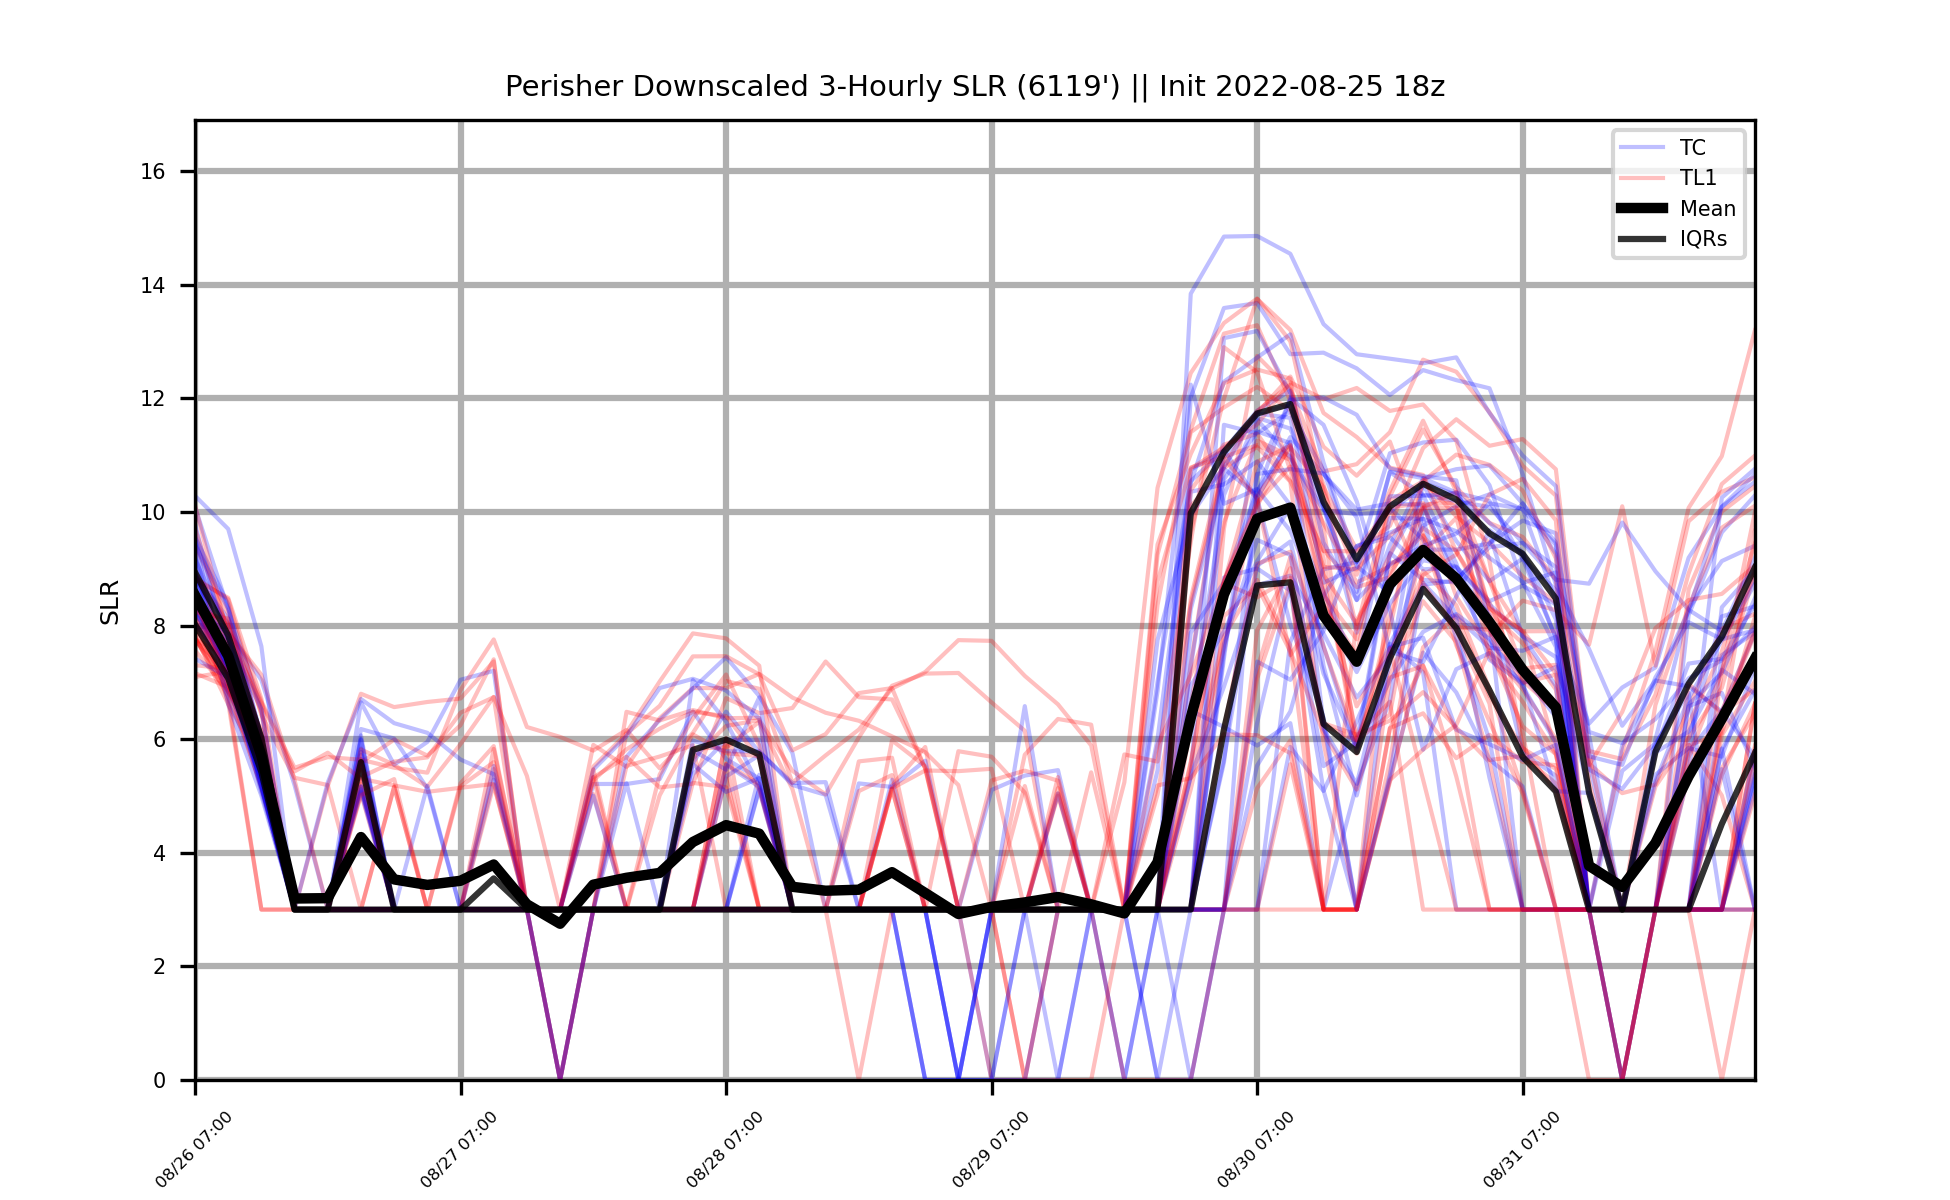 Perisher Downscaled 3-Hourly SLR (6119') || Init 2022-08-25 18z
TC
TL1
Mean
IQRs
SLR
16
14
12
10
8
6
4
2
0
08/26 07:00
08/27 07:00
08/28 07:00
08/29 07:00
08/30 07:00
08/31 07:00